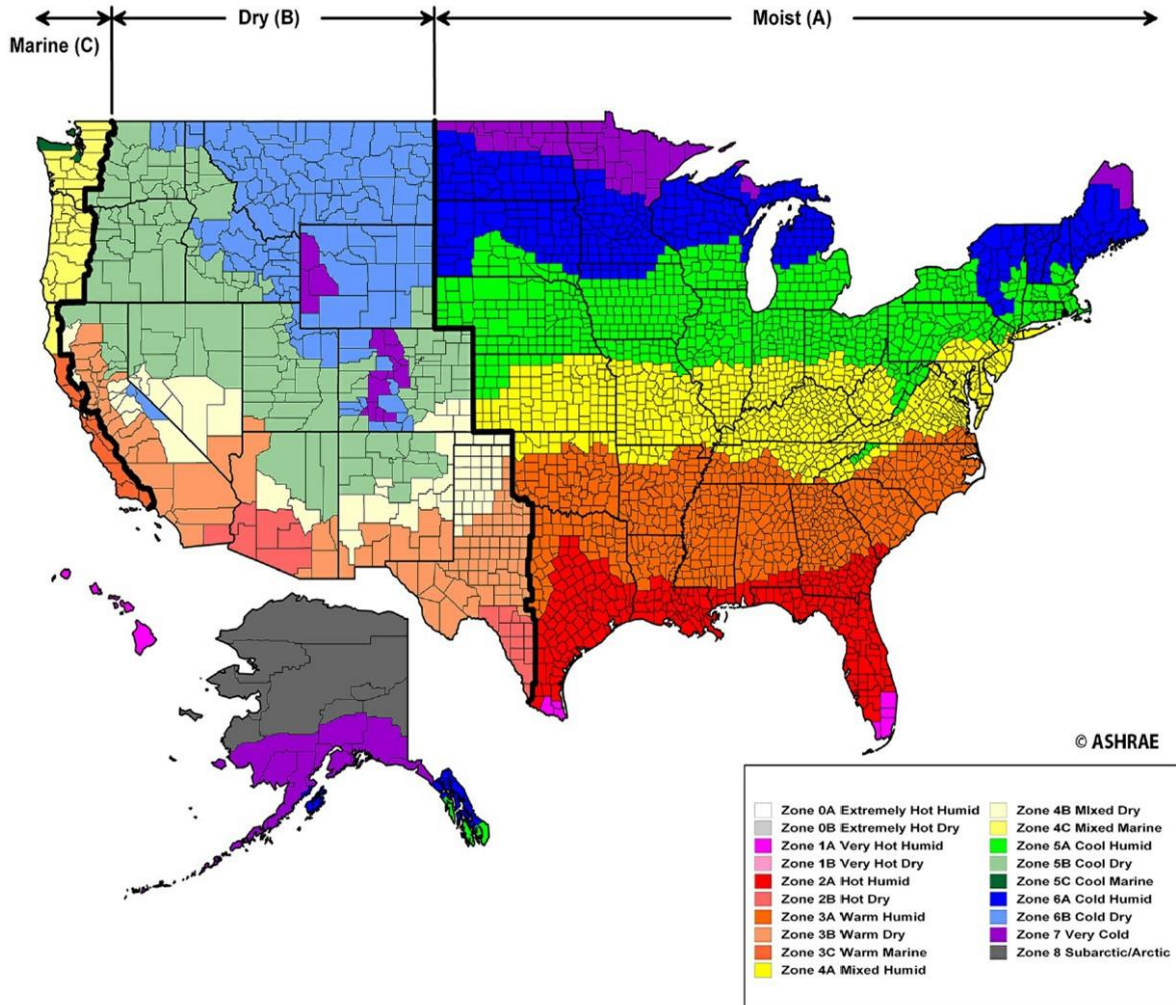 Dry (B)
Moist (A)
Marine (C)
© ASHRAE
Zone 0A Extremely Hot Humid
Zone 0B Extremely Hot Dry
Zone 1A Very Hot Humid
Zone 1B Very Hot Dry
Zone 2A Hot Humid
Zone 2B Hot Dry
Zone 3A Warm Humid
Zone 3B Warm Dry
Zone 3C Warm Marine
Zone 4A Mixed Humid
Zone 4B MIxed Dry
Zone 4C Mixed Marine
Zone 5A Cool Humid
Zone 5B Cool Dry
Zone 5C Cool Marine
Zone 6A Cold Humid
Zone 6B Cold Dry
Zone 7 Very Cold
Zone 8 Subarctic/Arctic